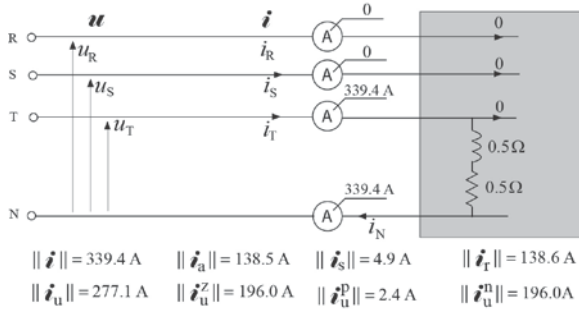 u i 0
R A 0
u_R i_R 0
S A 0
u_S i_S 339.4 A
T A 0
u_T i_T
0.5Ω
0.5Ω
339.4 A
N A
i_N
|| i || = 339.4 A || i_a || = 138.5 A || i_s || = 4.9 A || i_r || = 138.6 A
|| i_u || = 277.1 A || i_u^z || = 196.0 A || i_u^p || = 2.4 A || i_u^n || = 196.0A